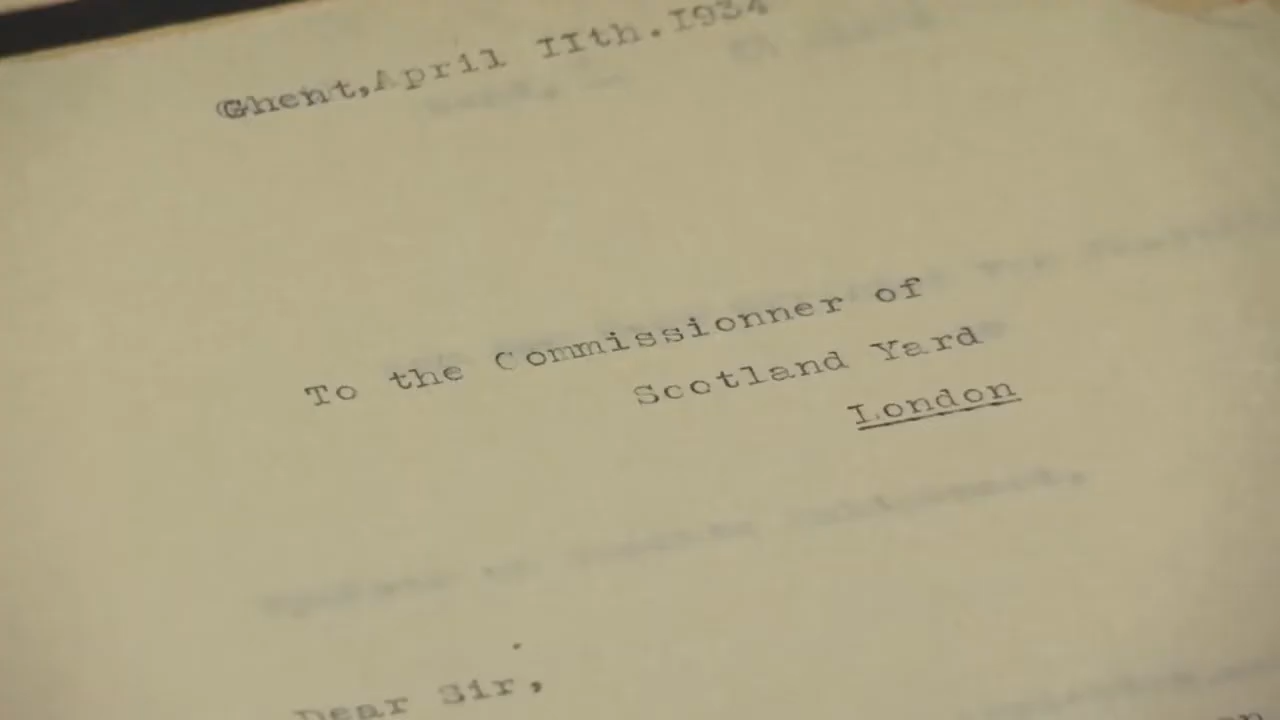 Ghent,April IIth.I934
To the Commissionner of
Scotland Yard
London
Dear Sir,